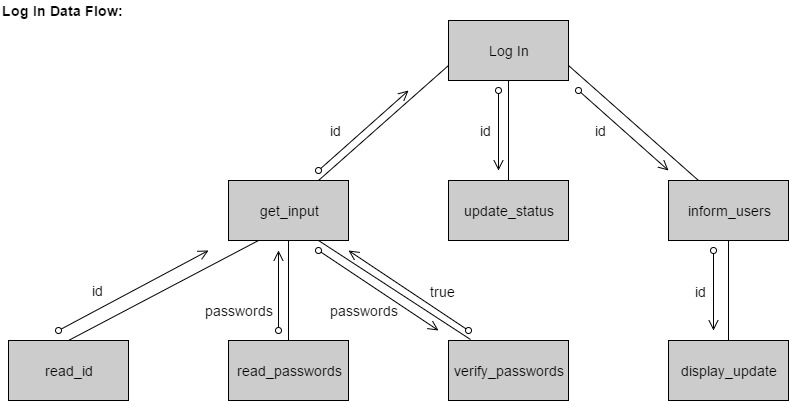 Log In Data Flow:
Log In
id
id
id
get_input
update_status
inform_users
id
passwords
passwords
true
id
read_id
read_passwords
verify_passwords
display_update